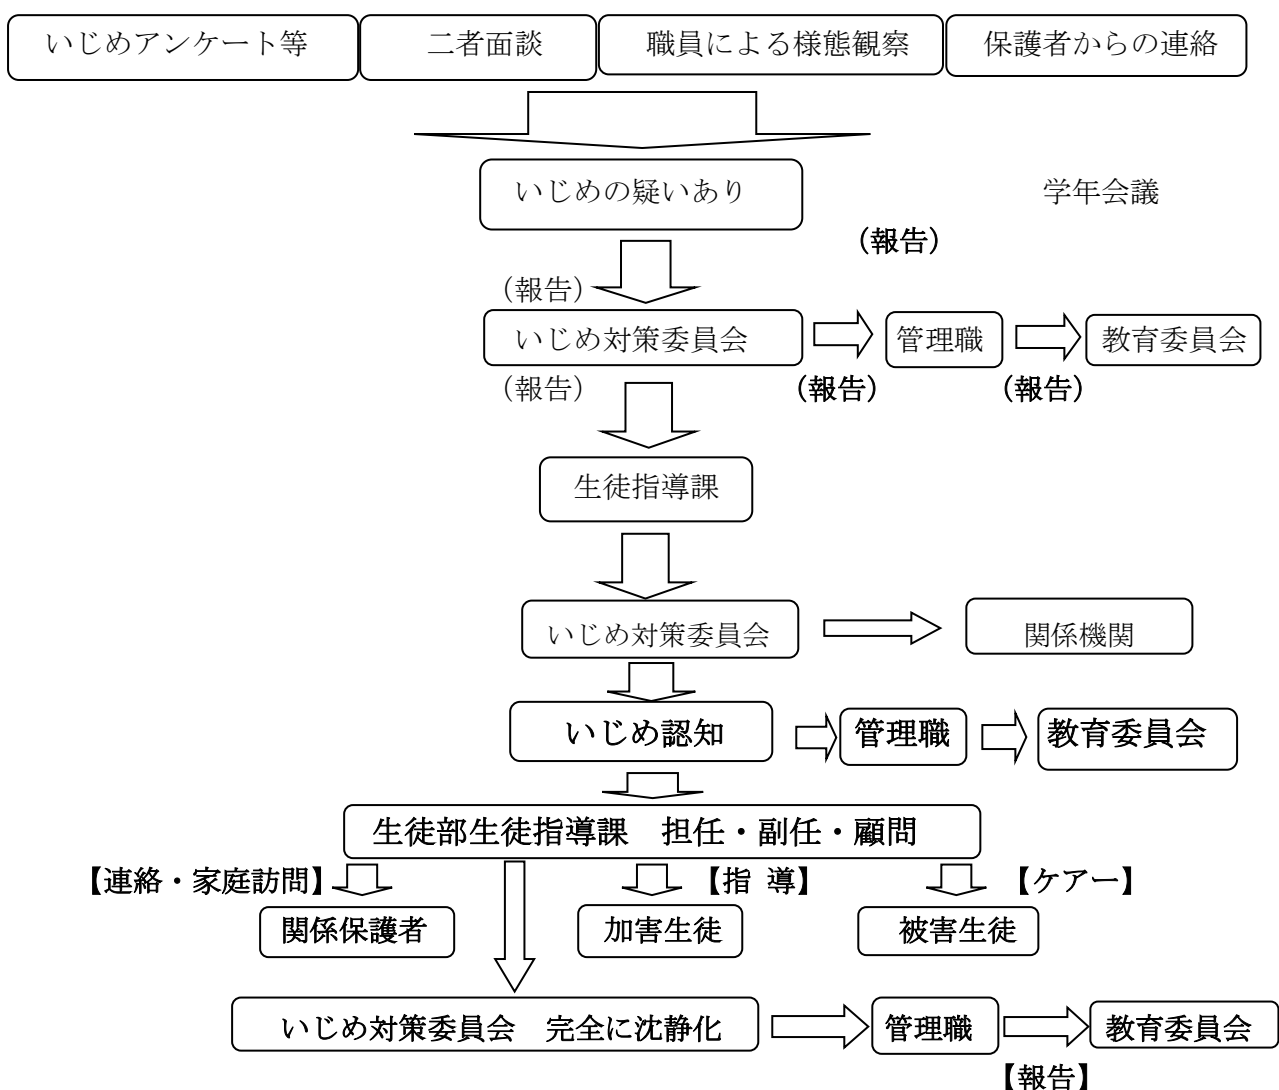 いじめアンケート等　二者面談　職員による様態観察　保護者からの連絡
いじめの疑いあり　学年会議
（報告）
（報告）
いじめ対策委員会　管理職　教育委員会
（報告）　（報告）　（報告）
生徒指導課
いじめ対策委員会　関係機関
いじめ認知　管理職　教育委員会
生徒部生徒指導課　担任・副任・顧問
【連絡・家庭訪問】　【指 導】　【ケアー】
関係保護者　加害生徒　被害生徒
いじめ対策委員会　完全に沈静化　管理職　教育委員会
【報告】